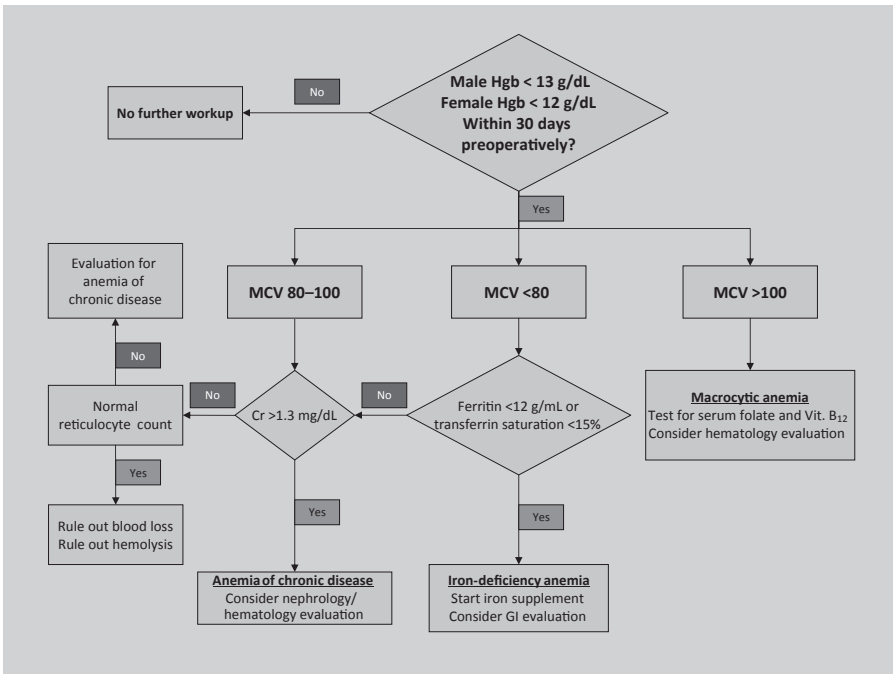 Male Hgb < 13 g/dL
Female Hgb < 12 g/dL
Within 30 days
preoperatively?
No
No further workup
Yes
MCV 80–100
MCV <80
MCV >100
Evaluation for
anemia of
chronic disease
No
Normal
reticulocyte count
No
Cr >1.3 mg/dL
No
Ferritin <12 g/mL or
transferrin saturation <15%
Macrocytic anemia
Test for serum folate and Vit. B₁₂
Consider hematology evaluation
Yes
Rule out blood loss
Rule out hemolysis
Yes
Yes
Anemia of chronic disease
Consider nephrology/
hematology evaluation
Iron-deficiency anemia
Start iron supplement
Consider GI evaluation